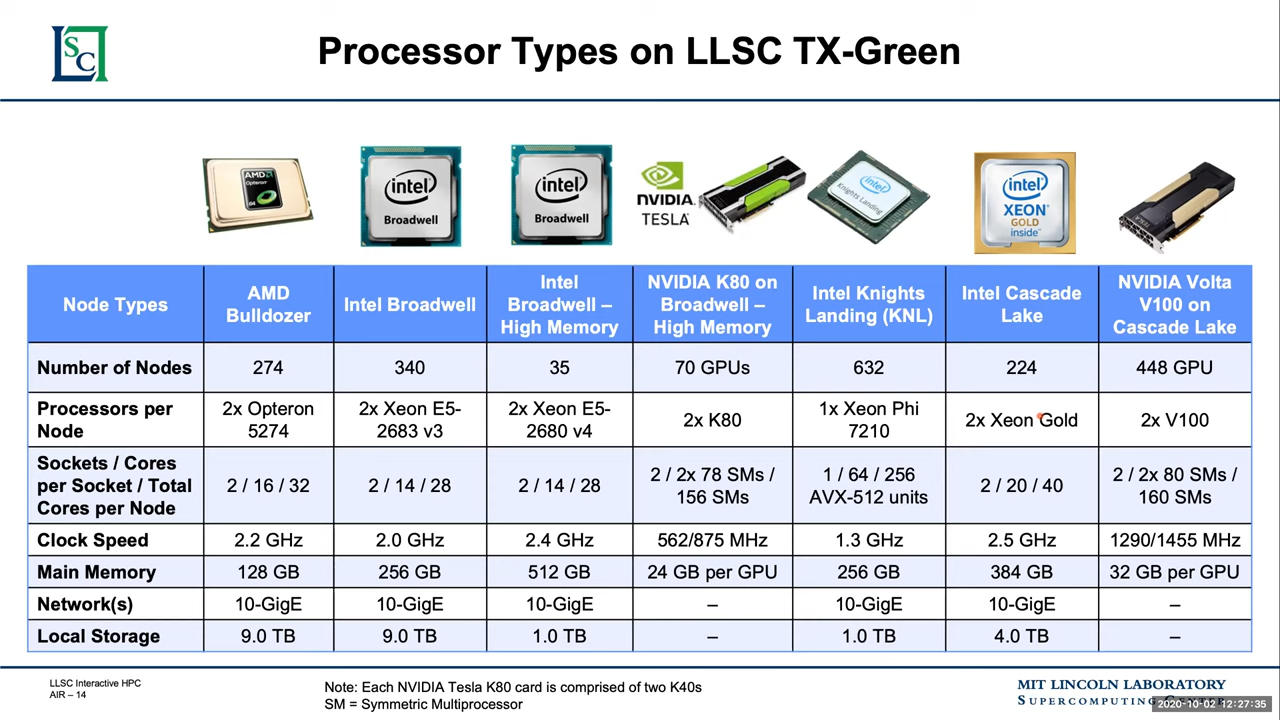 LLSC
Processor Types on LLSC TX-Green
AMD
Opteron
64
intel
Broadwell
intel
Broadwell
NVIDIA.
TESLA
intel
Knights Landing
intel
XEON
GOLD
inside
Node Types
AMD
Bulldozer
Intel Broadwell
Intel
Broadwell –
High Memory
NVIDIA K80 on
Broadwell –
High Memory
Intel Knights
Landing (KNL)
Intel Cascade
Lake
NVIDIA Volta
V100 on
Cascade Lake
Number of Nodes
274
340
35
70 GPUs
632
224
448 GPU
Processors per
Node
2x Opteron
5274
2x Xeon E5-
2683 v3
2x Xeon E5-
2680 v4
2x K80
1x Xeon Phi
7210
2x Xeon Gold
2x V100
Sockets / Cores
per Socket / Total
Cores per Node
2 / 16 / 32
2 / 14 / 28
2 / 14 / 28
2 / 2x 78 SMs /
156 SMs
1 / 64 / 256
AVX-512 units
2 / 20 / 40
2 / 2x 80 SMs /
160 SMs
Clock Speed
2.2 GHz
2.0 GHz
2.4 GHz
562/875 MHz
1.3 GHz
2.5 GHz
1290/1455 MHz
Main Memory
128 GB
256 GB
512 GB
24 GB per GPU
256 GB
384 GB
32 GB per GPU
Network(s)
10-GigE
10-GigE
10-GigE
–
10-GigE
10-GigE
–
Local Storage
9.0 TB
9.0 TB
1.0 TB
–
1.0 TB
4.0 TB
–
LLSC Interactive HPC
AIR – 14
Note: Each NVIDIA Tesla K80 card is comprised of two K40s
SM = Symmetric Multiprocessor
MIT LINCOLN LABORATORY
SUPERCOMPUTING CENTER
2020-10-02 12:27:35